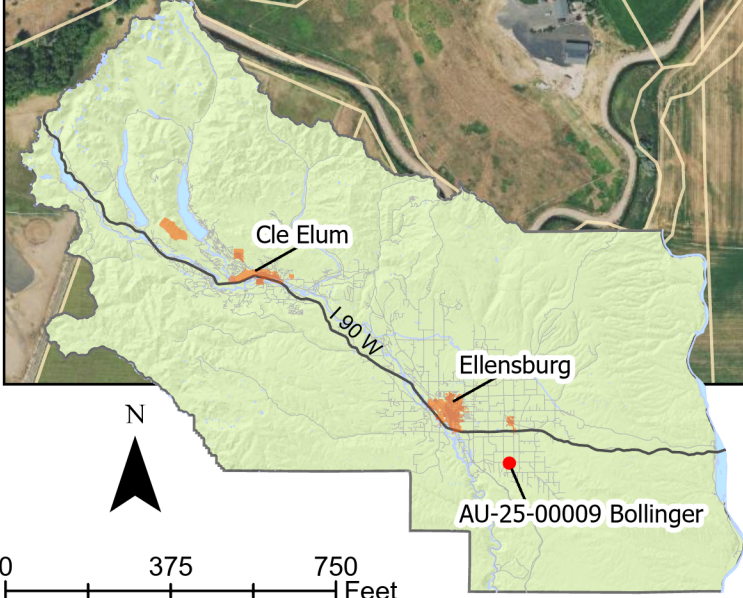 Cle Elum
I 90 W
Ellensburg
N
AU-25-00009 Bollinger
0 375 750
Feet